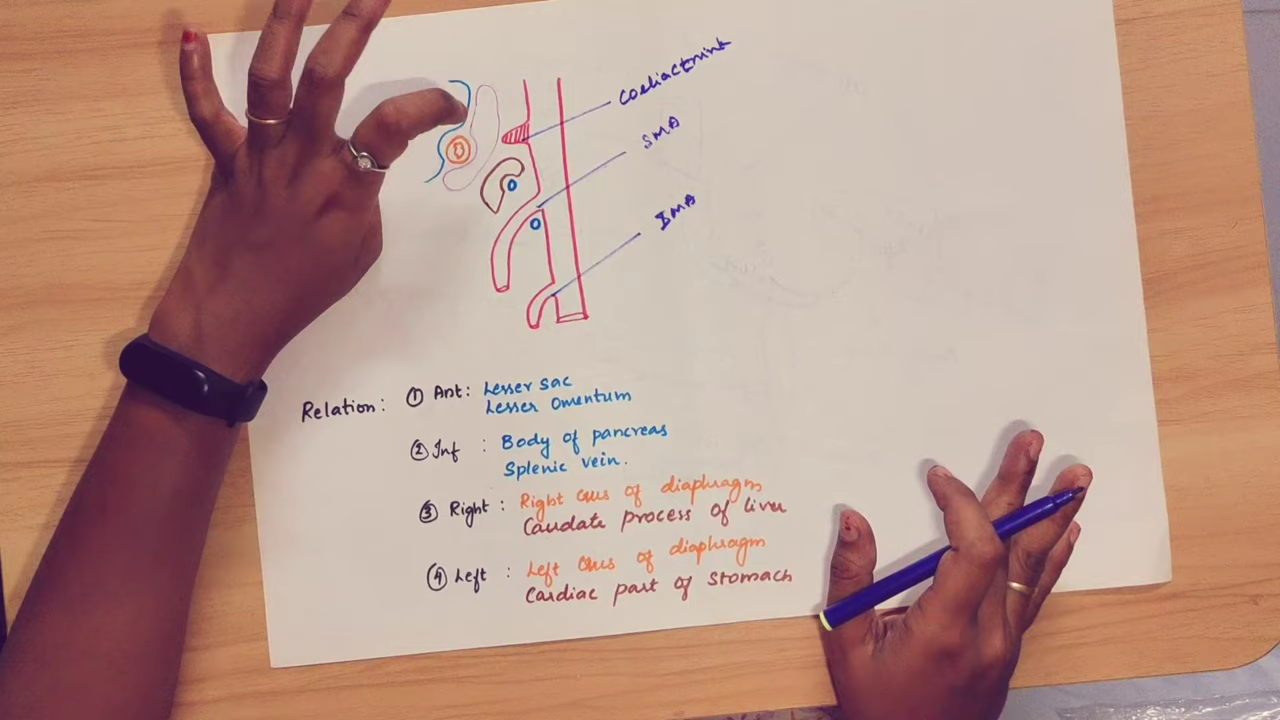 Coeliac trunk
SMA
IMA
Relation: ① Ant: Lesser sac
Lesser Omentum
② Inf : Body of pancreas
Splenic vein.
③ Right : Right crus of diaphragm
Caudate process of liver
④ Left : Left crus of diaphragm
Cardiac part of stomach